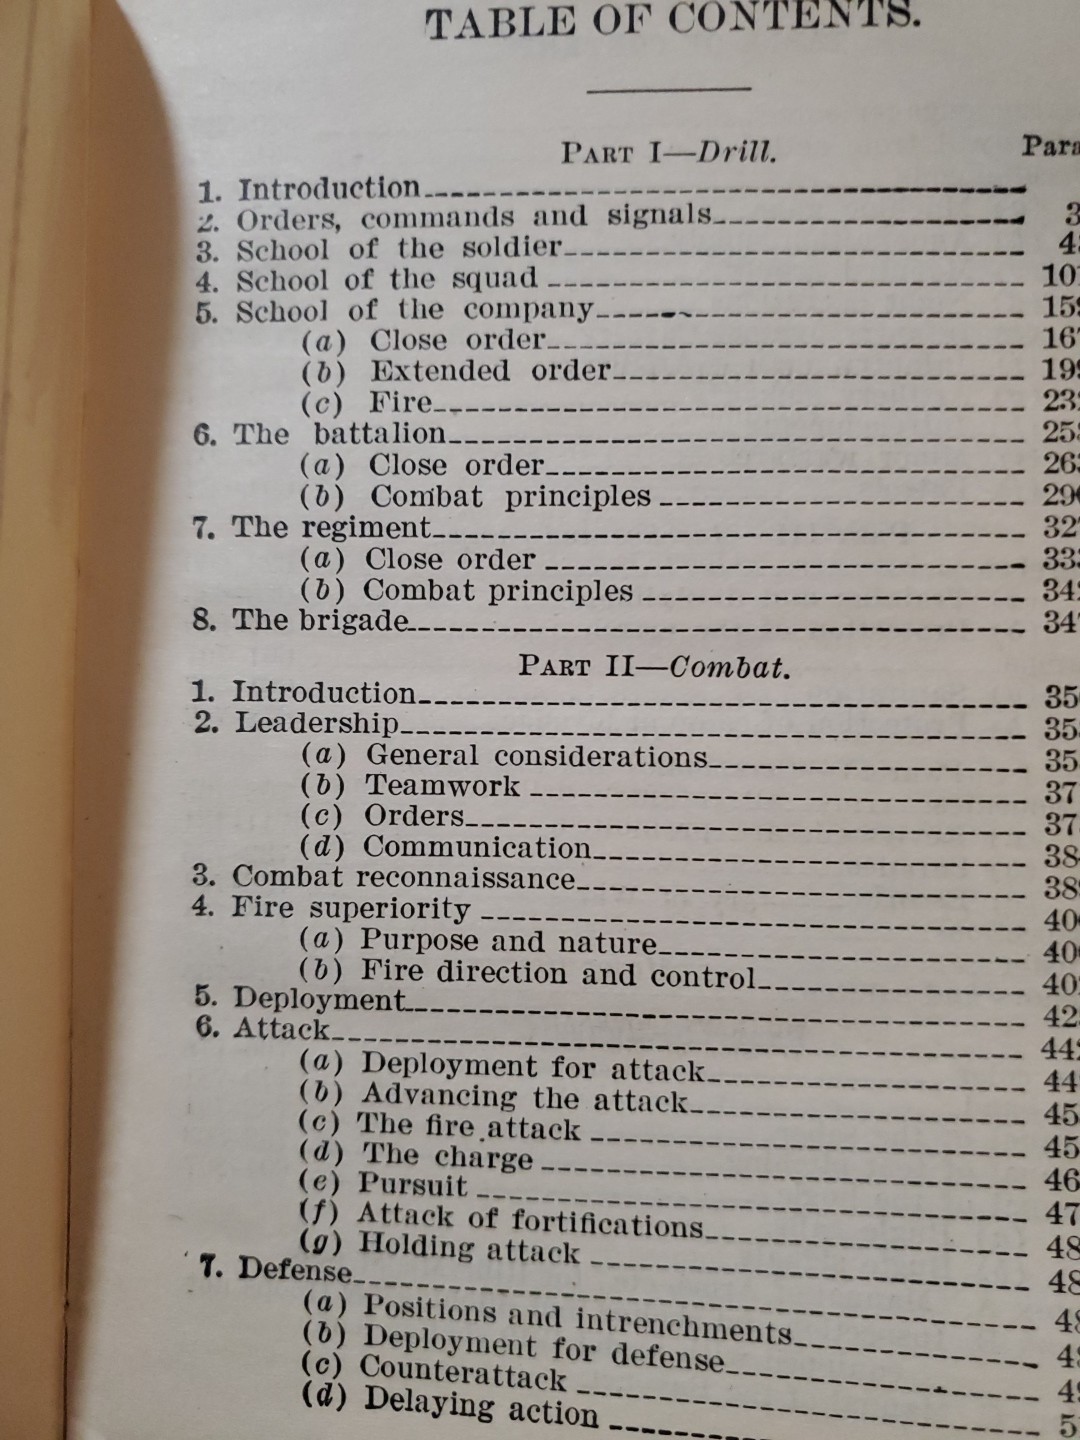 TABLE OF CONTENTS.
PART I—Drill.
1. Introduction
2. Orders, commands and signals
3. School of the soldier
4. School of the squad
5. School of the company
(a) Close order
(b) Extended order
(c) Fire
6. The battalion
(a) Close order
(b) Combat principles
7. The regiment
(a) Close order
(b) Combat principles
8. The brigade
PART II—Combat.
1. Introduction
2. Leadership
(a) General considerations
(b) Teamwork
(c) Orders
(d) Communication
3. Combat reconnaissance
4. Fire superiority
(a) Purpose and nature
(b) Fire direction and control
5. Deployment
6. Attack
(a) Deployment for attack
(b) Advancing the attack
(c) The fire attack
(d) The charge
(e) Pursuit
(f) Attack of fortifications
(g) Holding attack
7. Defense
(a) Positions and intrenchments
(b) Deployment for defense
(c) Counterattack
(d) Delaying action